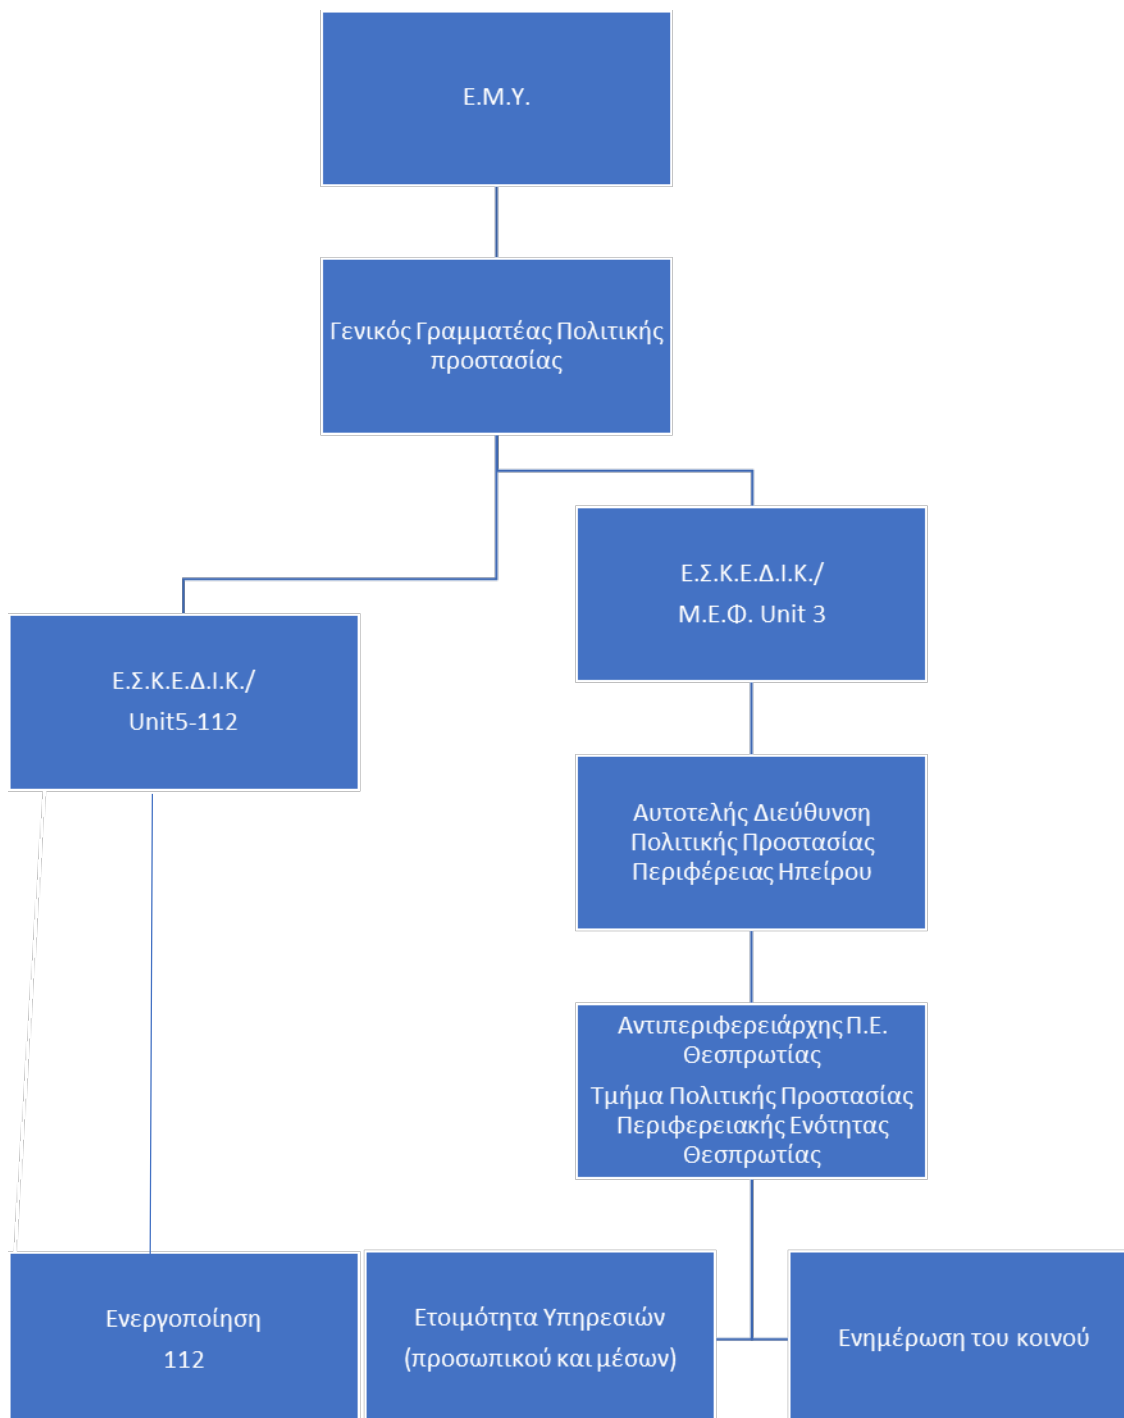 Ε.Μ.Υ.
Γενικός Γραμματέας Πολιτικής
προστασίας
Ε.Σ.Κ.Ε.Δ.Ι.Κ./
Μ.Ε.Φ. Unit 3
Ε.Σ.Κ.Ε.Δ.Ι.Κ./
Unit5-112
Αυτοτελής Διεύθυνση
Πολιτικής Προστασίας
Περιφέρειας Ηπείρου
Αντιπεριφερειάρχης Π.Ε.
Θεσπρωτίας
Τμήμα Πολιτικής Προστασίας
Περιφερειακής Ενότητας
Θεσπρωτίας
Ενεργοποίηση
112
Ετοιμότητα Υπηρεσιών
(προσωπικού και μέσων)
Ενημέρωση του κοινού